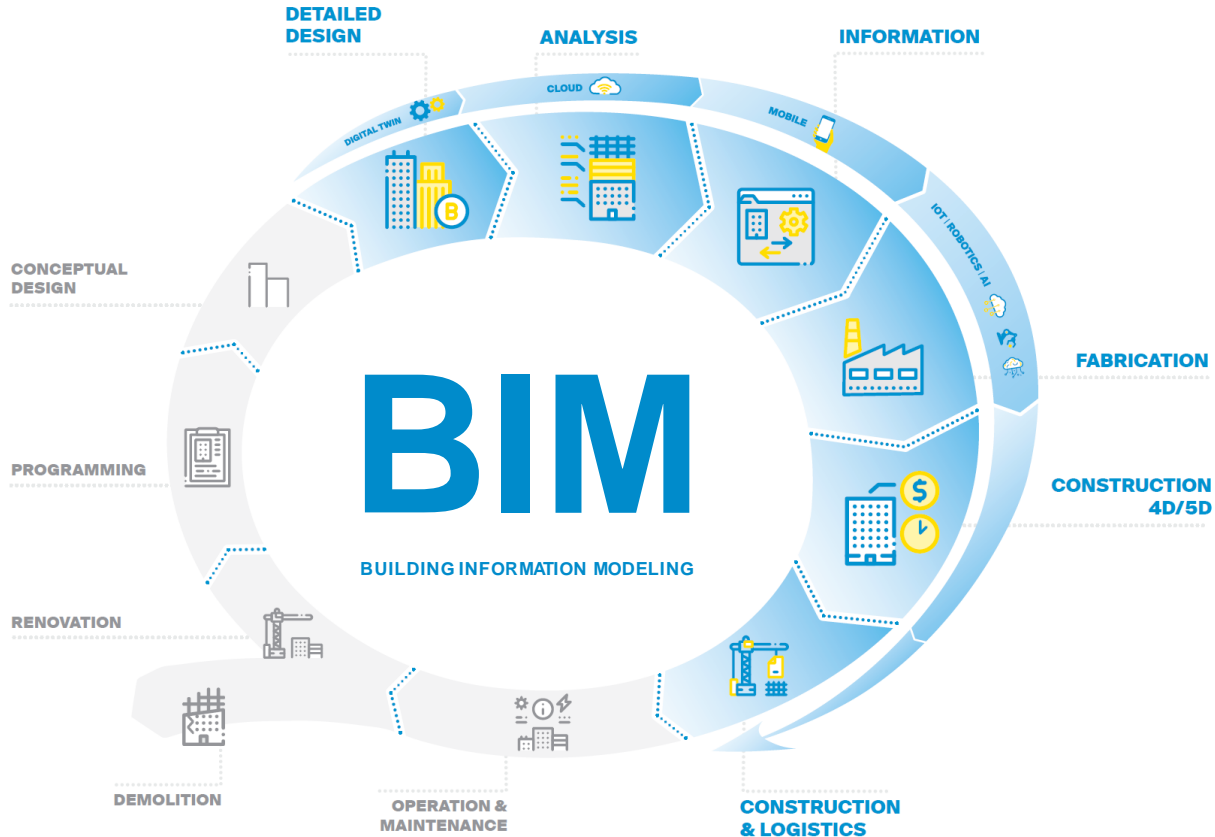 DETAILED
DESIGN
ANALYSIS
INFORMATION
CLOUD
DIGITAL TWIN
MOBILE
IOT | ROBOTICS | AI
B
CONCEPTUAL
DESIGN
FABRICATION
BIM
PROGRAMMING
$
CONSTRUCTION
4D/5D
BUILDING INFORMATION MODELING
RENOVATION
i
DEMOLITION
OPERATION &
MAINTENANCE
CONSTRUCTION
& LOGISTICS